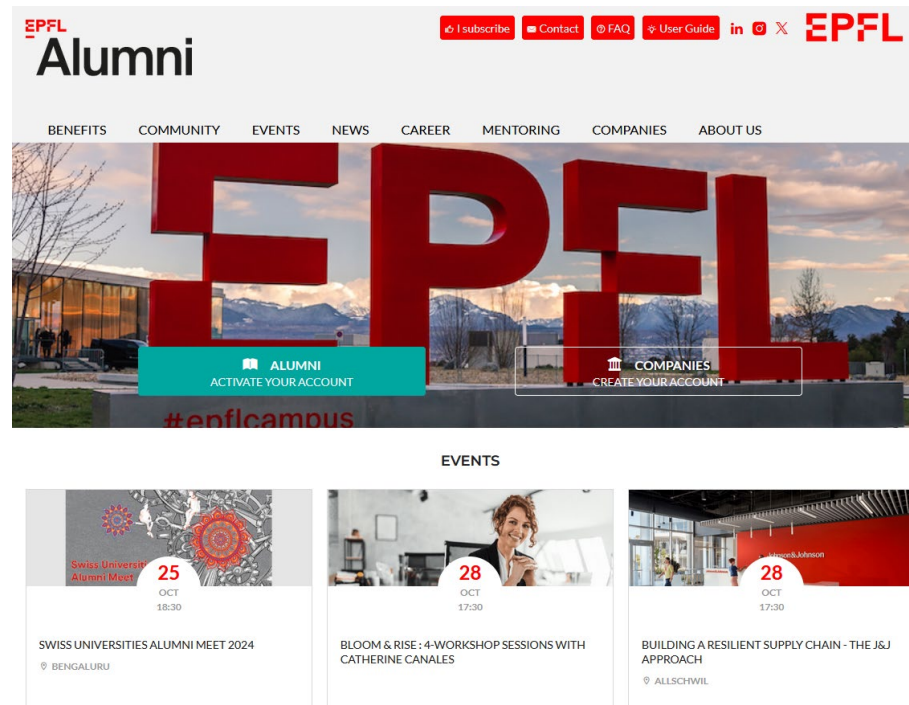 EPFL
Alumni
I subscribe
Contact
FAQ
User Guide
in
X
EPFL
BENEFITS
COMMUNITY
EVENTS
NEWS
CAREER
MENTORING
COMPANIES
ABOUT US
EPFL
ALUMNI
ACTIVATE YOUR ACCOUNT
COMPANIES
CREATE YOUR ACCOUNT
#epflcampus
EVENTS
Swiss Universiti
Alumni Meet
25
OCT
18:30
SWISS UNIVERSITIES ALUMNI MEET 2024
BENGALURU
28
OCT
17:30
BLOOM & RISE : 4-WORKSHOP SESSIONS WITH
CATHERINE CANALES
Johnson&Johnson
28
OCT
17:30
BUILDING A RESILIENT SUPPLY CHAIN - THE J&J
APPROACH
ALLSCHWIL